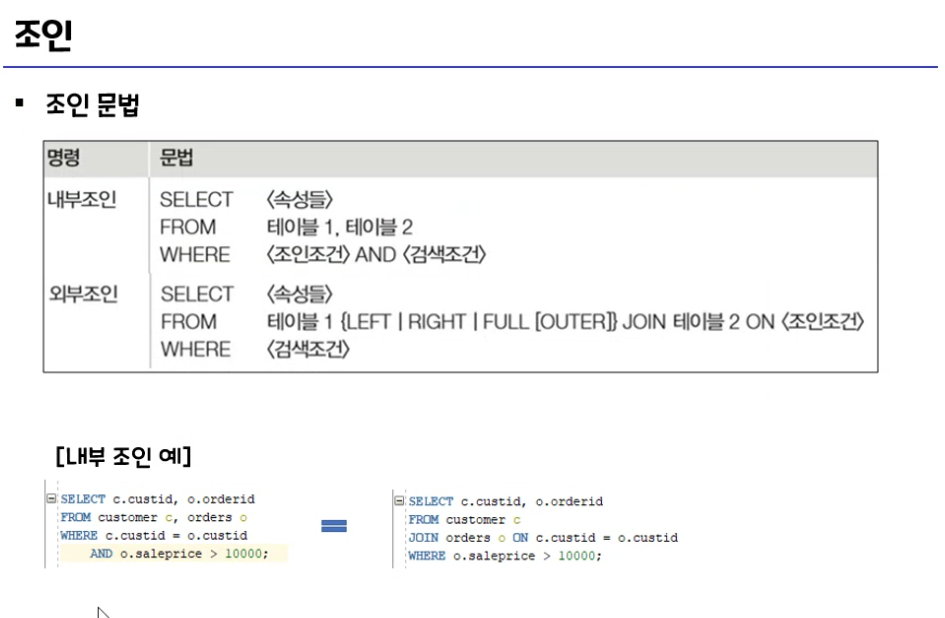 조인
▪ 조인 문법
명령 문법
내부조인 SELECT 〈속성들〉
FROM 테이블 1, 테이블 2
WHERE 〈조인조건〉 AND 〈검색조건〉
외부조인 SELECT 〈속성들〉
FROM 테이블 1 {LEFT | RIGHT | FULL [OUTER]} JOIN 테이블 2 ON 〈조인조건〉
WHERE 〈검색조건〉
[내부 조인 예]
SELECT c.custid, o.orderid
FROM customer c, orders o
WHERE c.custid = o.custid
AND o.saleprice > 10000;
=
SELECT c.custid, o.orderid
FROM customer c
JOIN orders o ON c.custid = o.custid
WHERE o.saleprice > 10000;